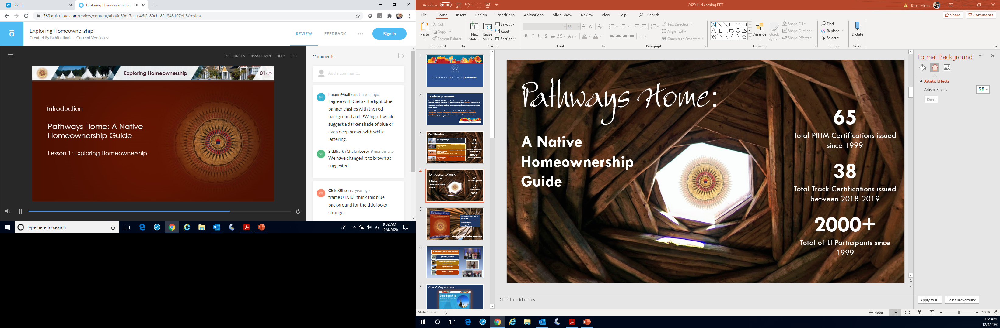 Log In
Exploring Homeownership |
360.articulate.com/review/content/aba6e80d-7caa-46f2-89cb-821343107eb8/review
Exploring Homeownership
Created By Babita Rani · Current Version
REVIEW
FEEDBACK
Sign In
RESOURCES TRANSCRIPT HELP EXIT
Exploring Homeownership
01/29
Introduction
Pathways Home: A Native
Homeownership Guide
Lesson 1: Exploring Homeownership
Comments
Add a comment...
BM
bmann@naihc.net a year ago
I agree with Cielo - the light blue
banner clashes with the red
background and PW logo. I would
suggest a darker shade of blue or
even deep brown with white
lettering.
SC
Siddharth Chakraborty 9 months ago
We have changed it to brown as
suggested.
CG
Cielo Gibson a year ago
frame 01/30 I think this blue
background for the title looks
strange.
Type here to search
9:32 AM
12/4/2020
AutoSave Off
2020 LI eLearning PPT
Brian Mann
File Home Insert Design Transitions Animations Slide Show Review View Help Search
Share
Comments
Paste
Cut
Copy
Format Painter
Clipboard
New
Slide
Reuse
Slides
Layout
Reset
Section
Slides
88
B I U S ab AV Aa A
Font
Text Direction
Align Text
Convert to SmartArt
Paragraph
Arrange
Quick
Styles
Shape Fill
Shape Outline
Shape Effects
Drawing
Find
Replace
Select
Editing
Dictate
Voice
1
LEADERSHIP INSTITUTE | eLearning.
2
Leadership Institute.
3
Certification.
65
38
2000+
4
Pathways Home:
A Native
Homeownership
Guide
65
38
2000+
5
Pathways Home
6
7
A new way to train...
Leadership
Institute Program
Pathways Home:
A Native
Homeownership
Guide
65
Total PIHM Certifications issued
since 1999
38
Total Track Certifications issued
between 2018-2019
2000+
Total of LI Participants since
1999
Click to add notes
Format Background
Artistic Effects
Artistic Effects
Reset
Apply to All
Reset Background
Slide 4 of 20
Notes
103%
9:32 AM
12/4/2020